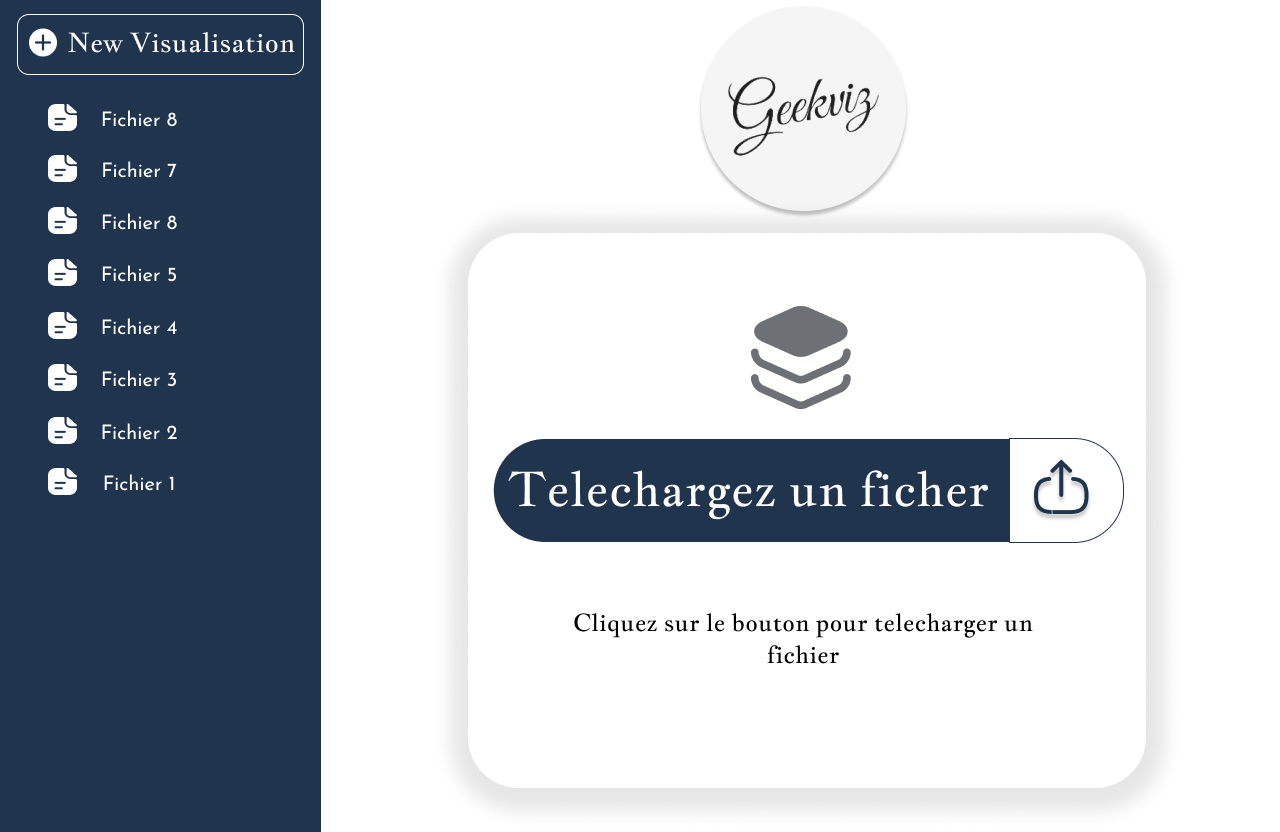 New Visualisation
Fichier 8
Fichier 7
Fichier 8
Fichier 5
Fichier 4
Fichier 3
Fichier 2
Fichier 1
Geekviz
Telechargez un ficher
Cliquez sur le bouton pour telecharger un
fichier